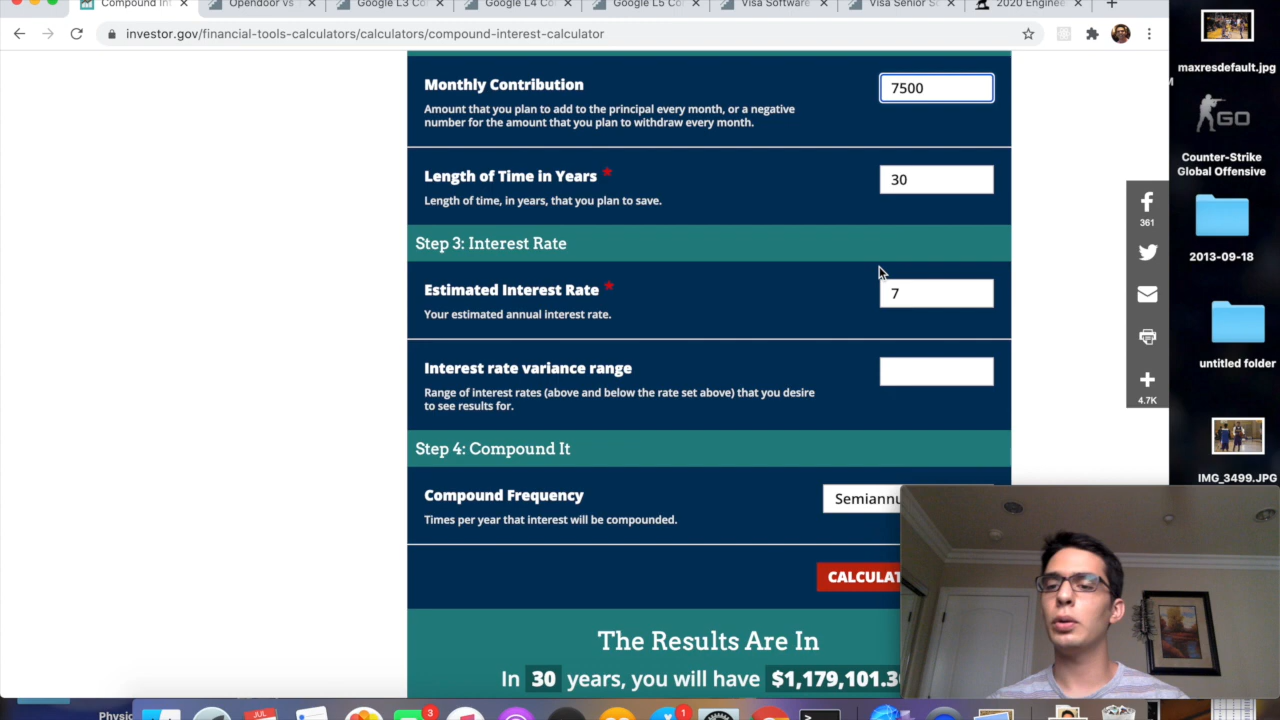 Compound Int
Opendoor vs
Google L3 Co
Google L4 Co
Google L5 Co
Visa Software
Visa Senior S
2020 Enginee
investor.gov/financial-tools-calculators/calculators/compound-interest-calculator
Monthly Contribution
7500
Amount that you plan to add to the principal every month, or a negative
number for the amount that you plan to withdraw every month.
Length of Time in Years *
30
Length of time, in years, that you plan to save.
Step 3: Interest Rate
Estimated Interest Rate *
7
Your estimated annual interest rate.
Interest rate variance range
Range of interest rates (above and below the rate set above) that you desire
to see results for.
Step 4: Compound It
Compound Frequency
Semiannu
Times per year that interest will be compounded.
CALCULAT
The Results Are In
In 30 years, you will have $1,179,101.3
361
4.7K
maxresdefault.jpg
GO
Counter-Strike
Global Offensive
2013-09-18
untitled folder
IMG_3499.JPG
Physic
JUL
3
1